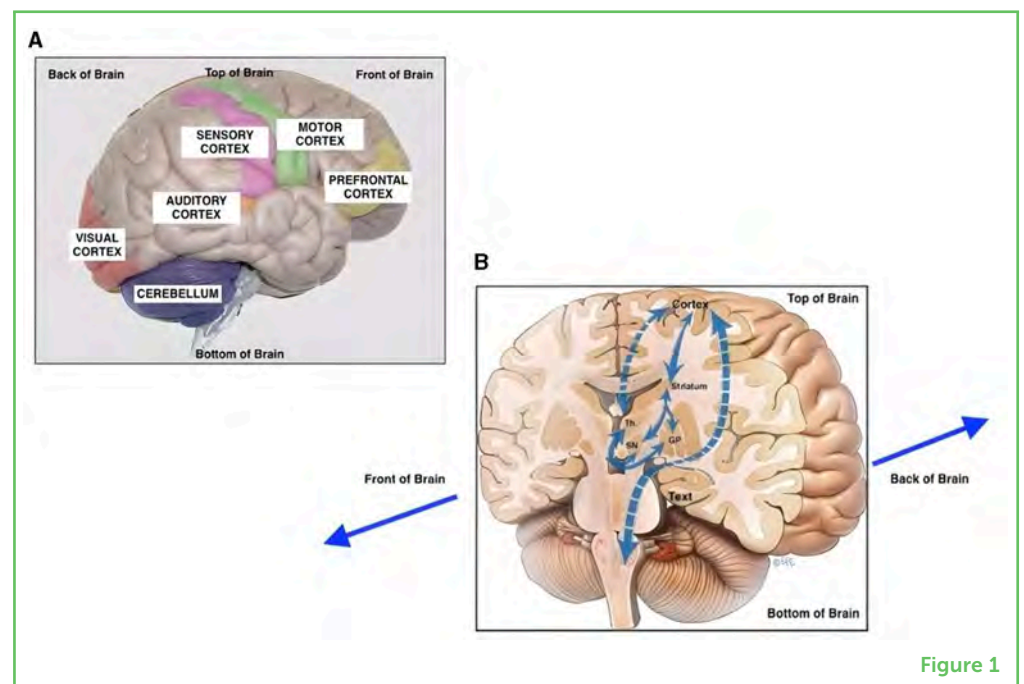 A
Back of Brain
Top of Brain
Front of Brain
SENSORY
CORTEX
MOTOR
CORTEX
PREFRONTAL
CORTEX
AUDITORY
CORTEX
VISUAL
CORTEX
CEREBELLUM
Bottom of Brain
B
Top of Brain
Cortex
Striatum
Th.
SN
GP
Text
Front of Brain
Back of Brain
Bottom of Brain
Figure 1